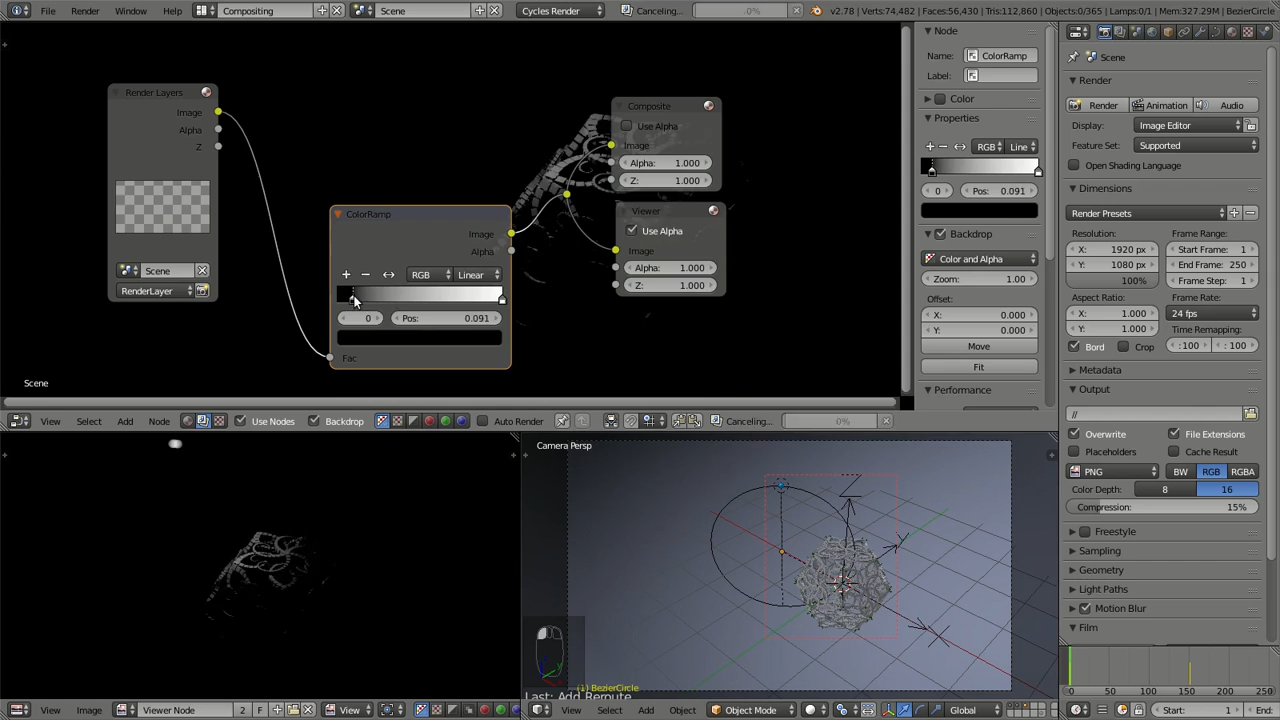 File Render Window Help Compositing Scene Cycles Render Canceling... .0% v2.78 | Verts:74,482 | Faces:56,430 | Tris:112,860 | Objects:0/365 | Lamps:0/1 | Mem:327.29M | BezierCircle
Render Layers
Image
Alpha
Z
Scene
RenderLayer
ColorRamp
Image
Alpha
RGB Linear
0 Pos: 0.091
Fac
Composite
Use Alpha
Image
Alpha: 1.000
Z: 1.000
Viewer
Use Alpha
Image
Alpha: 1.000
Z: 1.000
Scene
Node
Name: ColorRamp
Label:
Color
Properties
RGB Line
0 Pos: 0.091
Backdrop
Color and Alpha
Zoom: 1.00
Offset:
X: 0.000
Y: 0.000
Move
Fit
Performance
View Select Add Node Use Nodes Backdrop Auto Render Canceling... 0%
Camera Persp
(1) BezierCircle
Last: Add Reroute
View Image Viewer Node 2 F View
View Select Add Object Object Mode Global
Scene
Render
Render Animation Audio
Display: Image Editor
Feature Set: Supported
Open Shading Language
Dimensions
Render Presets
Resolution: Frame Range:
X: 1920 px Start Frame: 1
Y: 1080 px End Frame: 250
100% Frame Step: 1
Aspect Ratio: Frame Rate:
X: 1.000 24 fps
Y: 1.000 Time Remapping:
Bord Crop :100 :100
Metadata
Output
//
Overwrite File Extensions
Placeholders Cache Result
PNG BW RGB RGBA
Color Depth: 8 16
Compression: 15%
Freestyle
Sampling
Geometry
Light Paths
Motion Blur
Film
0 50 100 150 200 250
Start: 1 End: